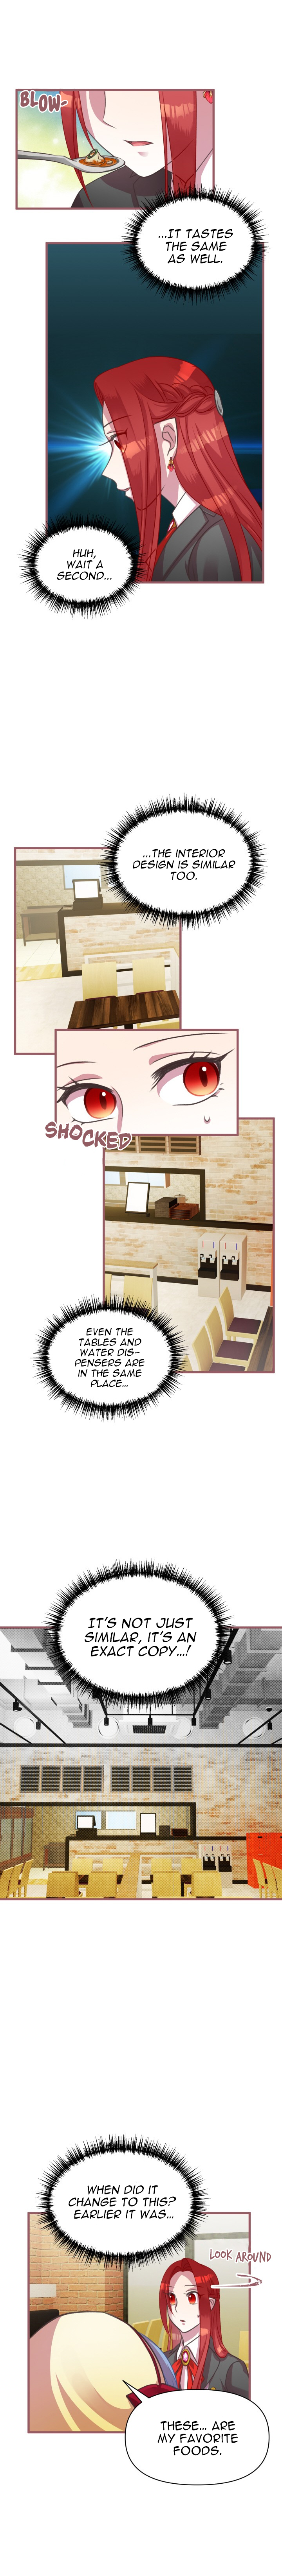 BLOW~
...IT TASTES
THE SAME
AS WELL.
HUH,
WAIT A
SECOND...
...THE INTERIOR
DESIGN IS SIMILAR
TOO.
SHOCKED
EVEN THE
TABLES AND
WATER DIS-
PENSERS ARE
IN THE SAME
PLACE...
IT'S NOT JUST
SIMILAR, IT'S AN
EXACT COPY...!
WHEN DID IT
CHANGE TO THIS?
EARLIER IT WAS...
LOOK AROUND
THESE... ARE
MY FAVORITE
FOODS.